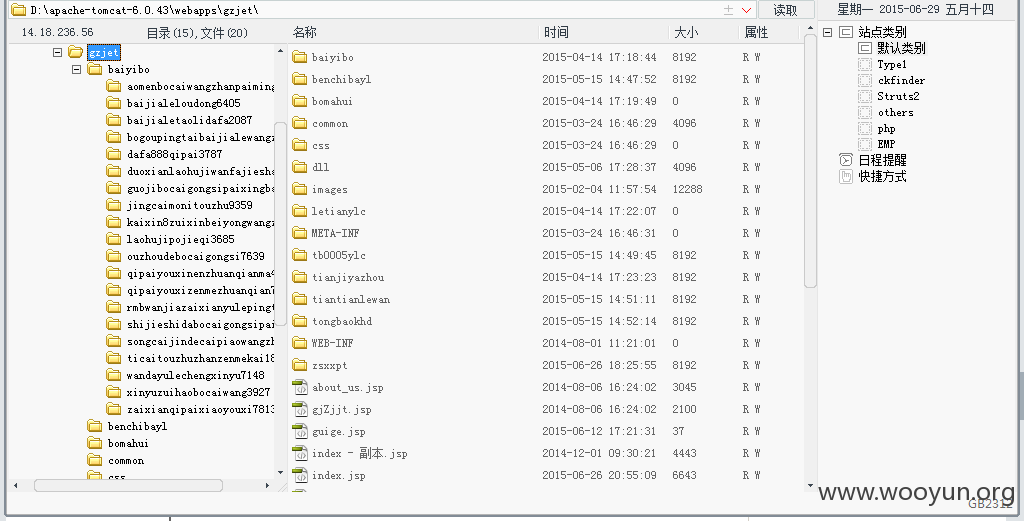 D:\apache-tomcat-6.0.43\webapps\gzjet\
读取
星期一 2015-06-29 五月十四
14.18.236.56
目录(15),文件(20)
名称 时间 大小 属性
gzjet
baiyibo
aomenbocaiwangzhanpaiming
baijialeloudong6405
baijialetaolidafa2087
bogoupingtaibaijialewangz
dafa888qipai3787
duoxianlaohujiwanfajiesha
guojibocaigongsipaixingba
jingcaimonitouzhu9359
kaixin8zuixinbeiyongwangz
laohujipojieqi3685
ouzhoudebocaigongsi7639
qipaiyouxinenzhuanqianma4
qipaiyouxizenmezhuanqian7
rmbwanjiazaixianyulepingt
shijieshidabocaigongsipai
songcaijindecaipiaowangzh
ticaitouzhuzhanzenmekai18
wandayulechengxinyu7148
xinyuzuihaobocaiwang3927
zaixianqipaixiaoyouxi7813
benchibayl
bomahui
common
css
baiyibo 2015-04-14 17:18:44 8192 R W
benchibayl 2015-05-15 14:47:52 8192 R W
bomahui 2015-04-14 17:19:49 0 R W
common 2015-03-24 16:46:29 4096 R W
css 2015-03-24 16:46:29 0 R W
dll 2015-05-06 17:28:37 4096 R W
images 2015-02-04 11:57:54 12288 R W
letianylc 2015-04-14 17:22:07 0 R W
META-INF 2015-03-24 16:46:31 0 R W
tb0005ylc 2015-05-15 14:49:45 8192 R W
tianjiyazhou 2015-04-14 17:23:23 8192 R W
tiantianlewan 2015-05-15 14:51:11 8192 R W
tongbaokhd 2015-05-15 14:52:14 8192 R W
WEB-INF 2014-08-01 11:21:01 0 R W
zsxxpt 2015-06-26 18:25:55 8192 R W
about_us.jsp 2014-08-06 16:24:02 3045 R W
gjZjjt.jsp 2014-08-06 16:24:02 2100 R W
guige.jsp 2015-06-12 17:21:31 37 R W
index - 副本.jsp 2014-12-01 09:30:21 4443 R W
index.jsp 2015-06-26 20:55:09 6643 R W
站点类别
默认类别
Type1
ckfinder
Struts2
others
php
EMP
日程提醒
快捷方式
www.wooyun.org
GB2312